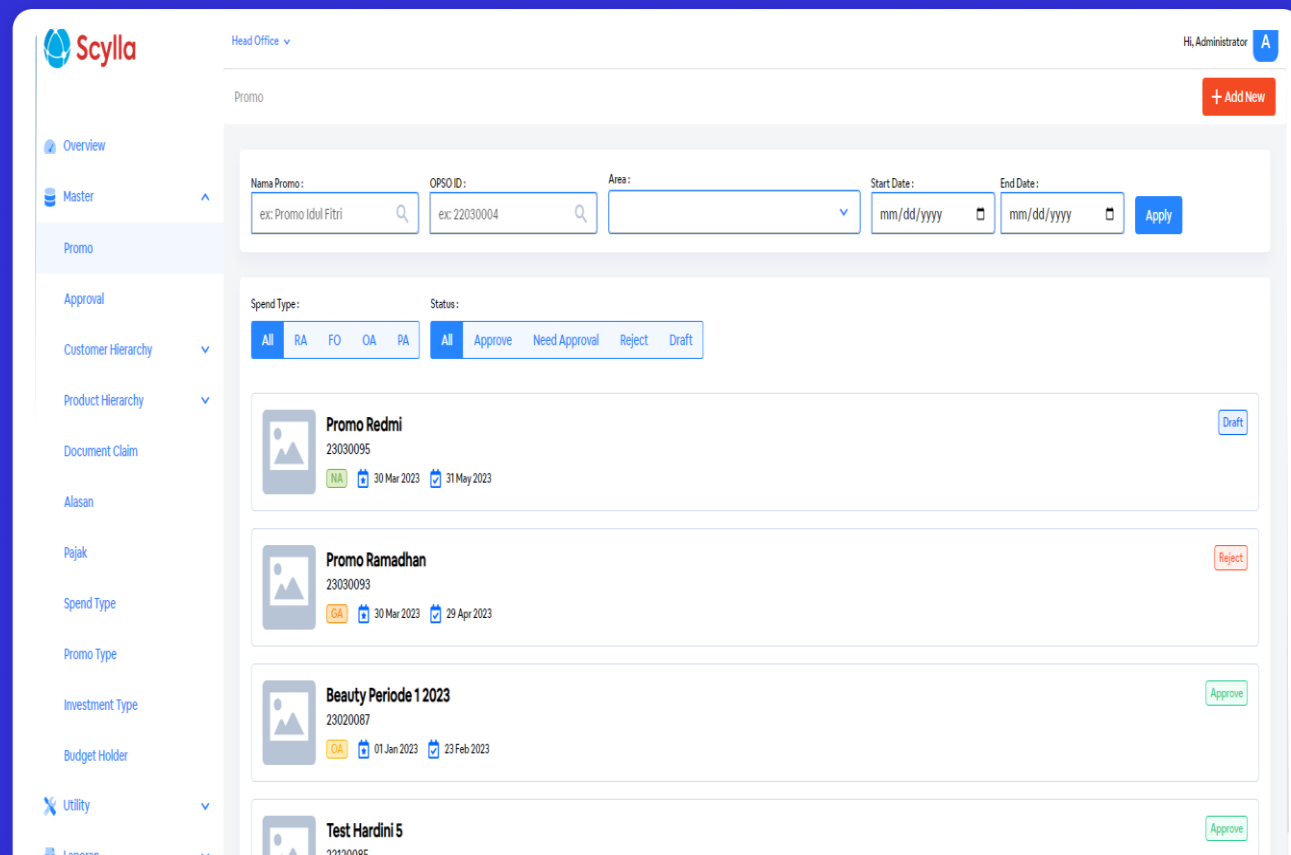 Scylla
Head Office
Hi, Administrator A
Promo
+ Add New
Overview
Master
Promo
Approval
Customer Hierarchy
Product Hierarchy
Document Claim
Alasan
Pajak
Spend Type
Promo Type
Investment Type
Budget Holder
Utility
Laporan
Nama Promo : OPSO ID : Area : Start Date : End Date :
ex: Promo Idul Fitri ex: 22030004 mm/dd/yyyy mm/dd/yyyy Apply
Spend Type : Status :
All RA FO OA PA All Approve Need Approval Reject Draft
Promo Redmi Draft
23030095
NA 30 Mar 2023 31 May 2023
Promo Ramadhan Reject
23030093
GA 30 Mar 2023 29 Apr 2023
Beauty Periode 1 2023 Approve
23020087
OA 01 Jan 2023 23 Feb 2023
Test Hardini 5 Approve
22120085